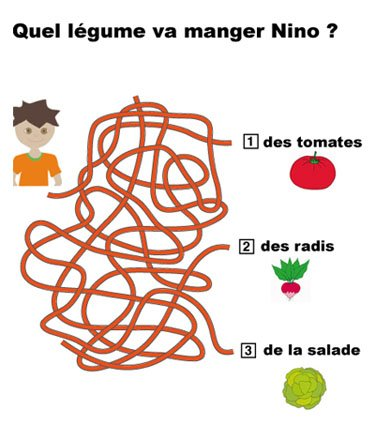 Quel légume va manger Nino ?
1 des tomates
2 des radis
3 de la salade